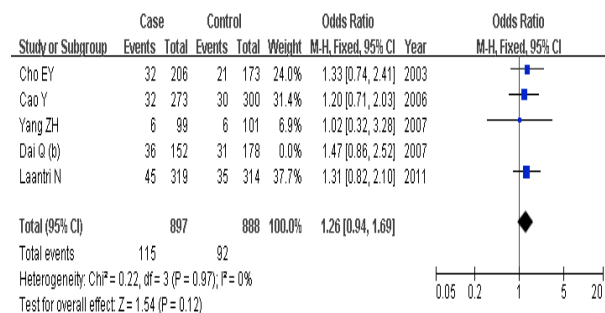 Case Control Odds Ratio Odds Ratio
Study or Subgroup Events Total Events Total Weight M-H, Fixed, 95% CI Year M-H, Fixed, 95% CI
Cho EY 32 206 21 173 24.0% 1.33 [0.74, 2.41] 2003
Cao Y 32 273 30 300 31.4% 1.20 [0.71, 2.03] 2006
Yang ZH 6 99 6 101 6.9% 1.02 [0.32, 3.28] 2007
Dai Q (b) 36 152 31 178 0.0% 1.47 [0.86, 2.52] 2007
Laantri N 45 319 35 314 37.7% 1.31 [0.82, 2.10] 2011
Total (95% CI) 897 888 100.0% 1.26 [0.94, 1.69]
Total events 115 92
Heterogeneity: Chi² = 0.22, df = 3 (P = 0.97); I² = 0%
Test for overall effect: Z = 1.54 (P = 0.12)
0.05 0.2 1 5 20